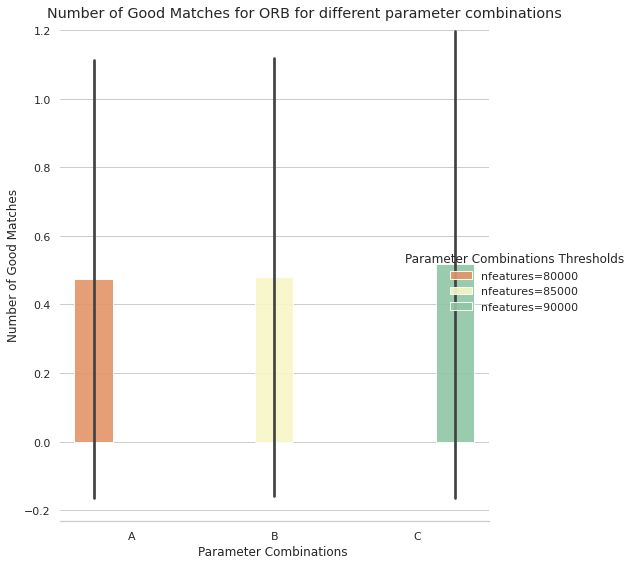 Number of Good Matches for ORB for different parameter combinations
1.2
1.0
0.8
0.6
0.4
0.2
0.0
−0.2
Number of Good Matches
Parameter Combinations Thresholds
nfeatures=80000
nfeatures=85000
nfeatures=90000
A
B
C
Parameter Combinations